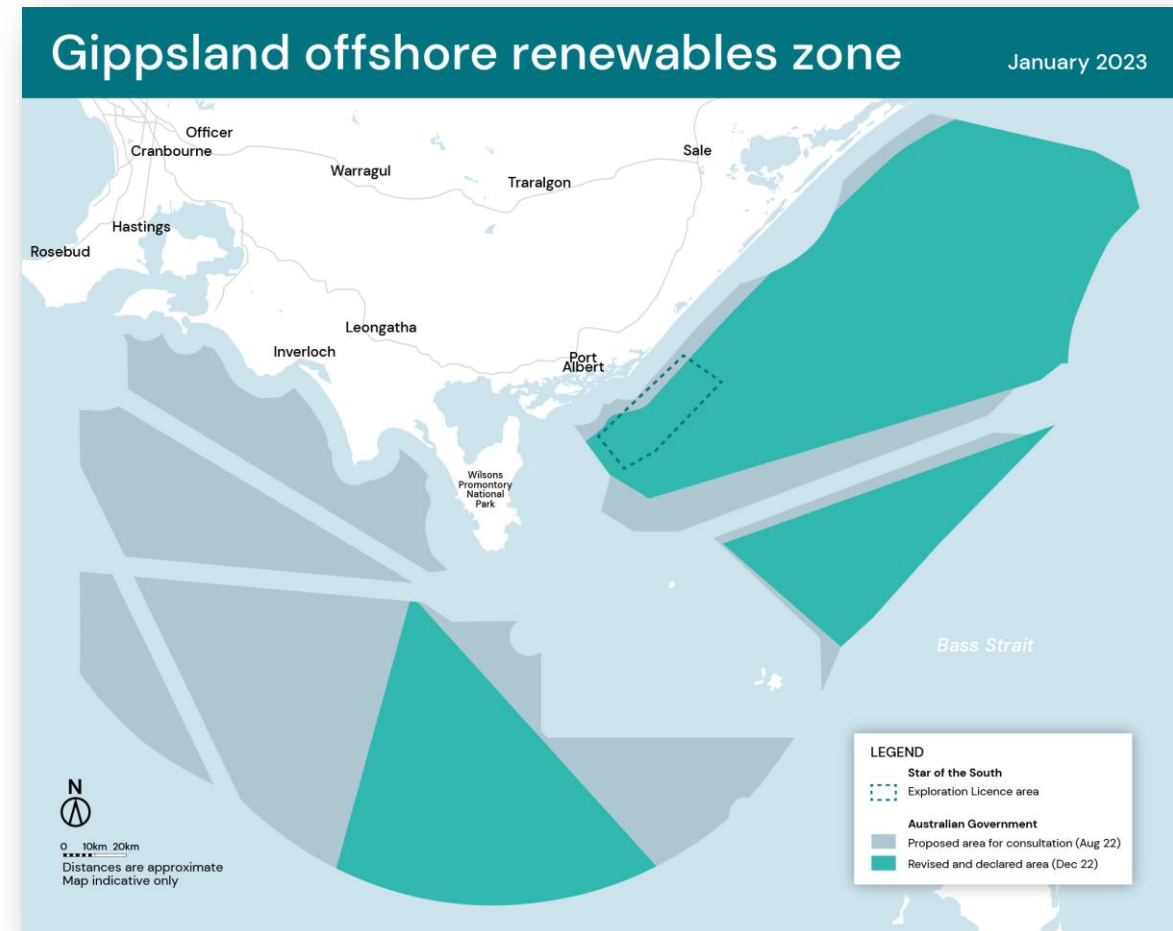 Gippsland offshore renewables zone
January 2023
Officer
Cranbourne
Warragul
Sale
Traralgon
Hastings
Rosebud
Leongatha
Inverloch
Port
Albert
Wilsons
Promontory
National
Park
Bass Strait
N
0 10km 20km
Distances are approximate
Map indicative only
LEGEND
Star of the South
Exploration Licence area
Australian Government
Proposed area for consultation (Aug 22)
Revised and declared area (Dec 22)